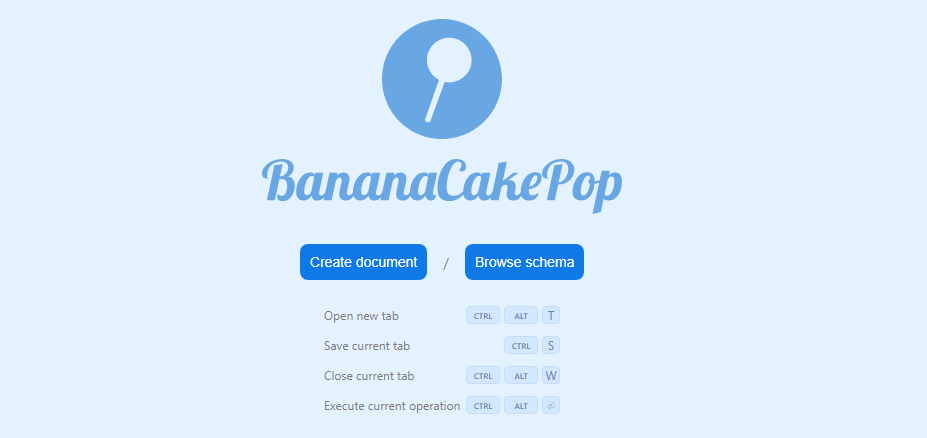 BananaCakePop
Create document / Browse schema
Open new tab CTRL ALT T
Save current tab CTRL S
Close current tab CTRL ALT W
Execute current operation CTRL ALT ⏎